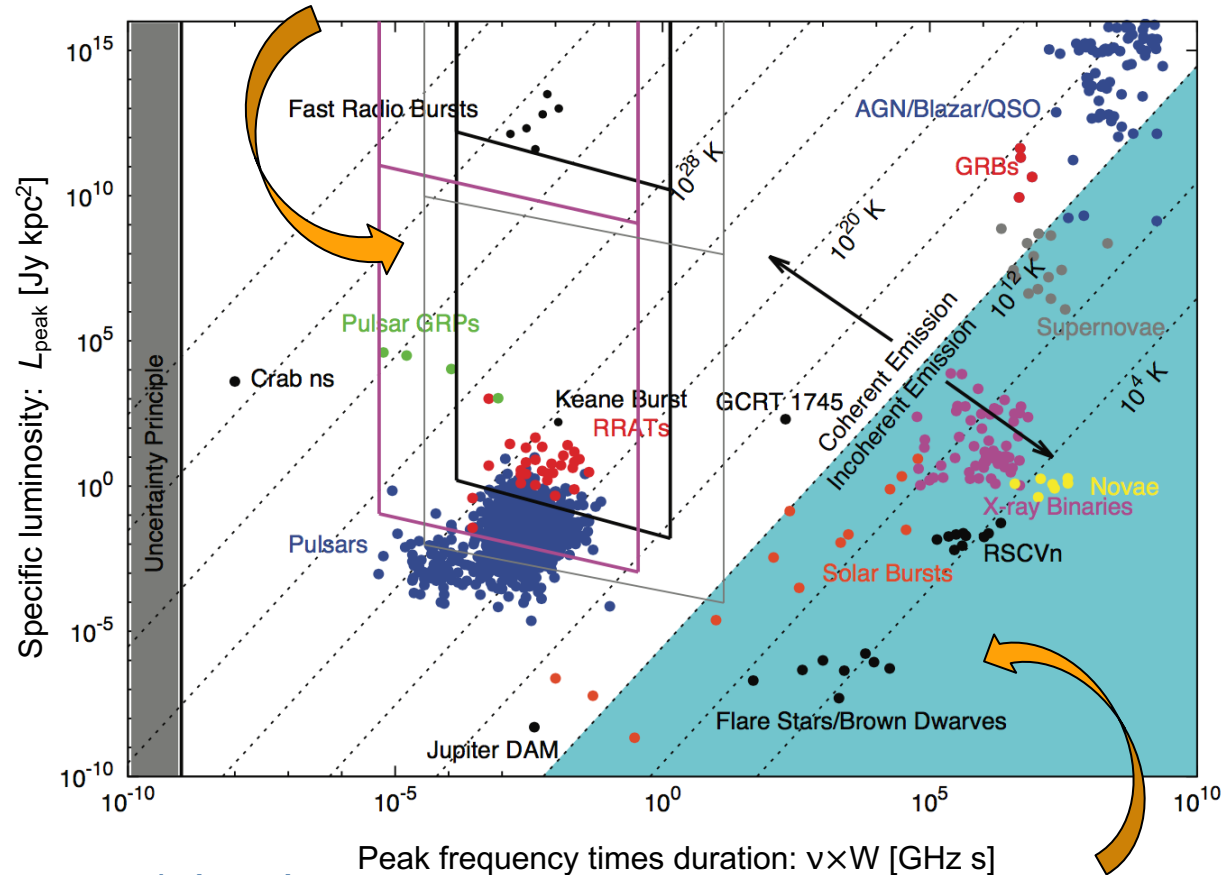 10^15
10^10
10^5
10^0
10^-5
10^-10
Specific luminosity: L_peak [Jy kpc^2]
Uncertainty Principle
Fast Radio Bursts
AGN/Blazar/QSO
GRBs
10^28 K
10^20 K
10^12 K
Supernovae
Pulsar GRPs
Crab ns
Keane Burst
RRATs
GCRT 1745
Coherent Emission
Incoherent Emission
10^4 K
Novae
X-ray Binaries
Pulsars
RSCVn
Solar Bursts
Flare Stars/Brown Dwarves
Jupiter DAM
10^-10
10^-5
10^0
10^5
10^10
Peak frequency times duration: ν×W [GHz s]